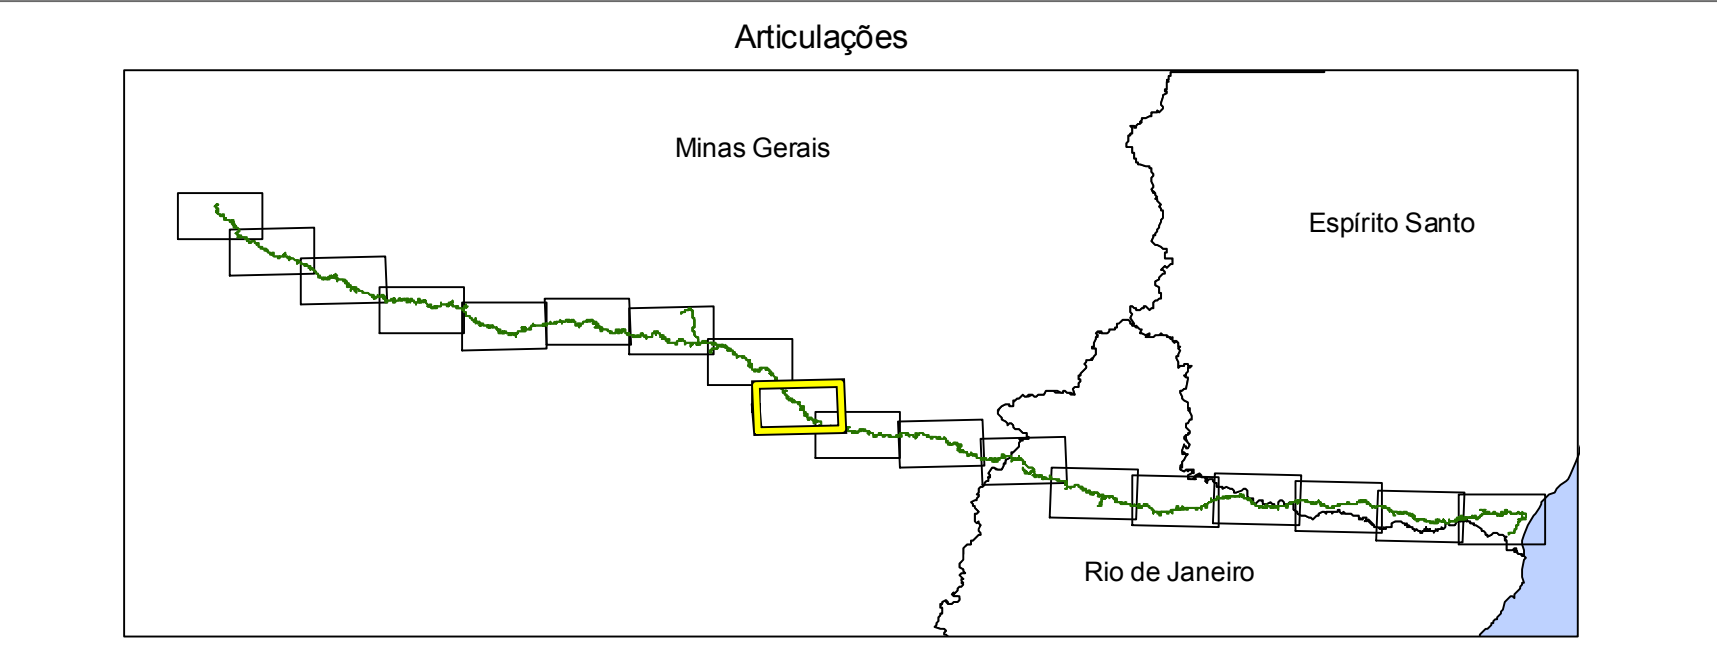 Articulações
Minas Gerais
Espírito Santo
Rio de Janeiro